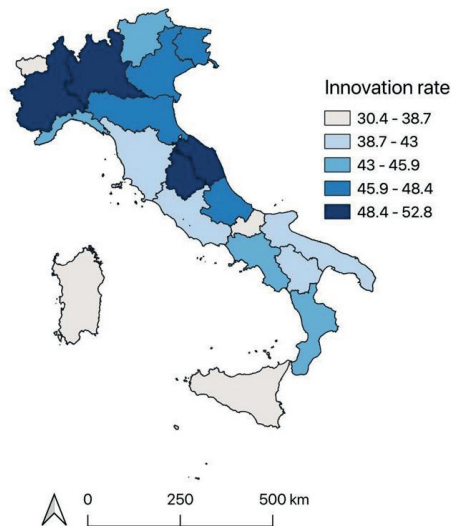 Innovation rate
30.4 - 38.7
38.7 - 43
43 - 45.9
45.9 - 48.4
48.4 - 52.8
0 250 500 km